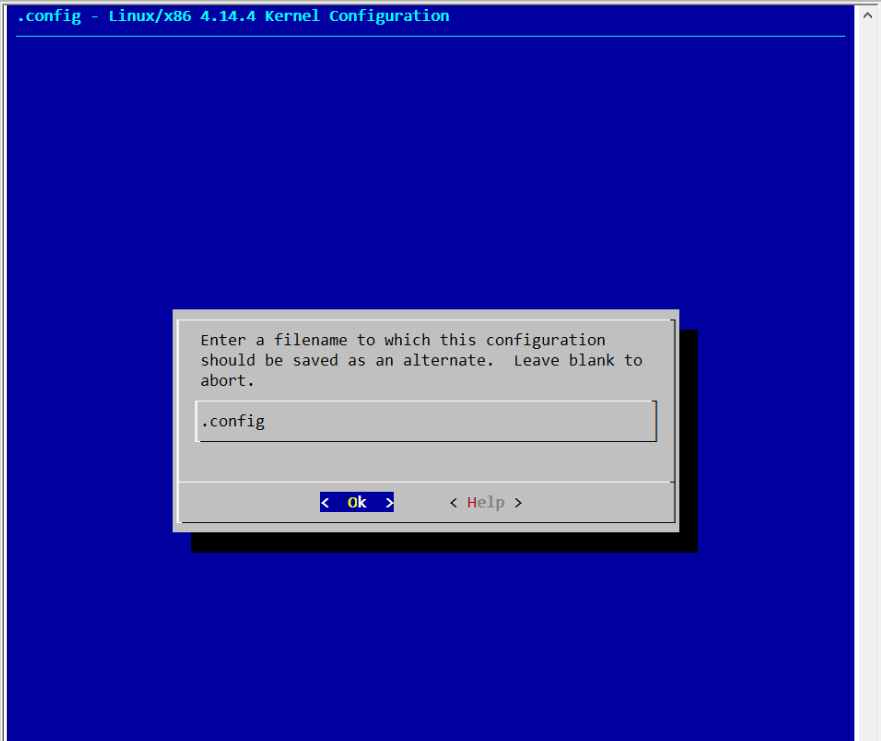 .config - Linux/x86 4.14.4 Kernel Configuration
Enter a filename to which this configuration
should be saved as an alternate.  Leave blank to
abort.
.config
<  Ok  >      < Help >